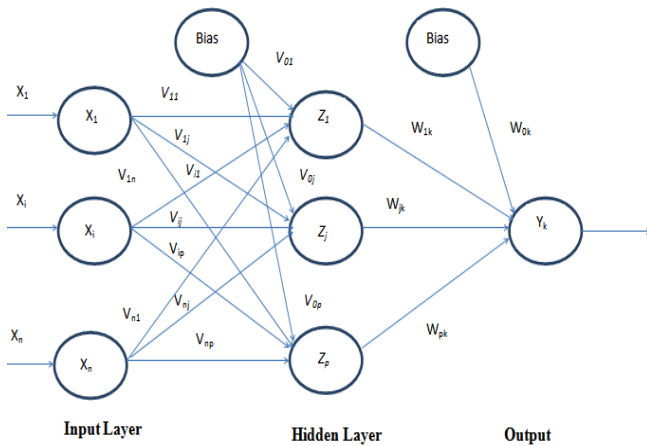 Bias
Bias
V01
X1
V11
X1
Z1
V1j
W1k
W0k
Vi1
V1n
V0j
Xi
Xi
Vij
Zj
Wjk
Yk
Vip
Vnj
Vn1
V0p
Xn
Vnp
Wpk
Xn
Zp
Input Layer
Hidden Layer
Output